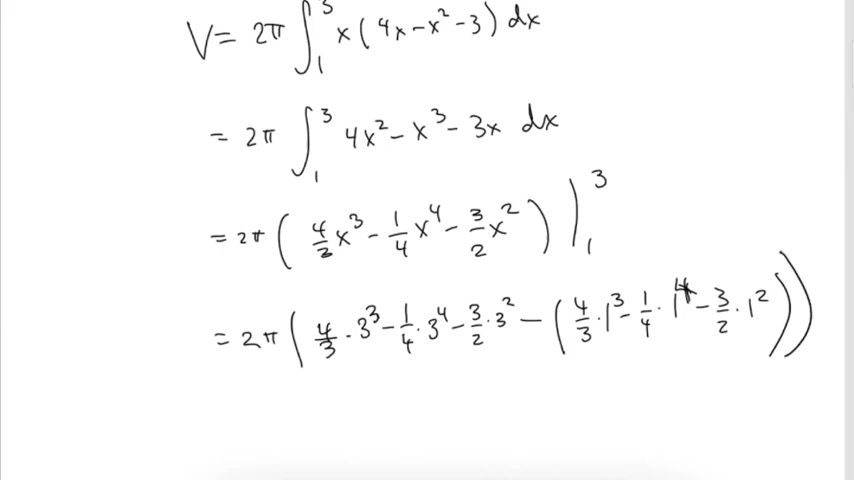 V = 2π ∫₁³ x(4x − x² − 3) dx
= 2π ∫₁³ 4x² − x³ − 3x dx
= 2π ( 4/3 x³ − 1/4 x⁴ − 3/2 x² ) |₁³
= 2π ( 4/3 · 3³ − 1/4 · 3⁴ − 3/2 · 3² − ( 4/3 · 1³ − 1/4 · 1⁴ − 3/2 · 1² ) )